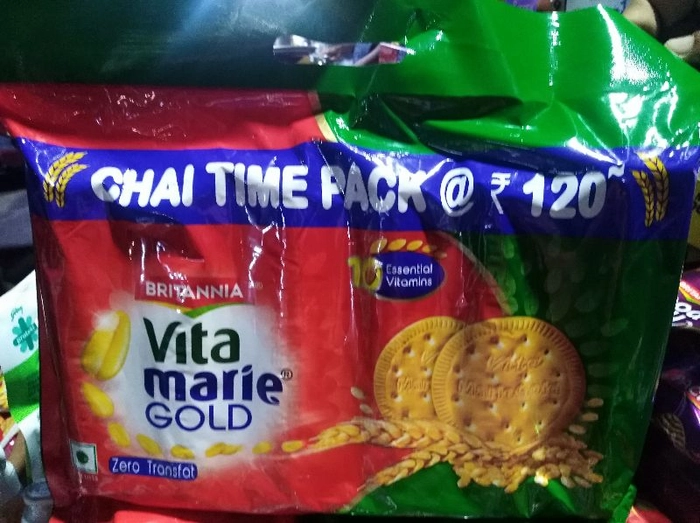 CHAI TIME PACK @ ₹ 120~
10 Essential
Vitamins
BRITANNIA
Vita
marie®
GOLD
Zero Transfat